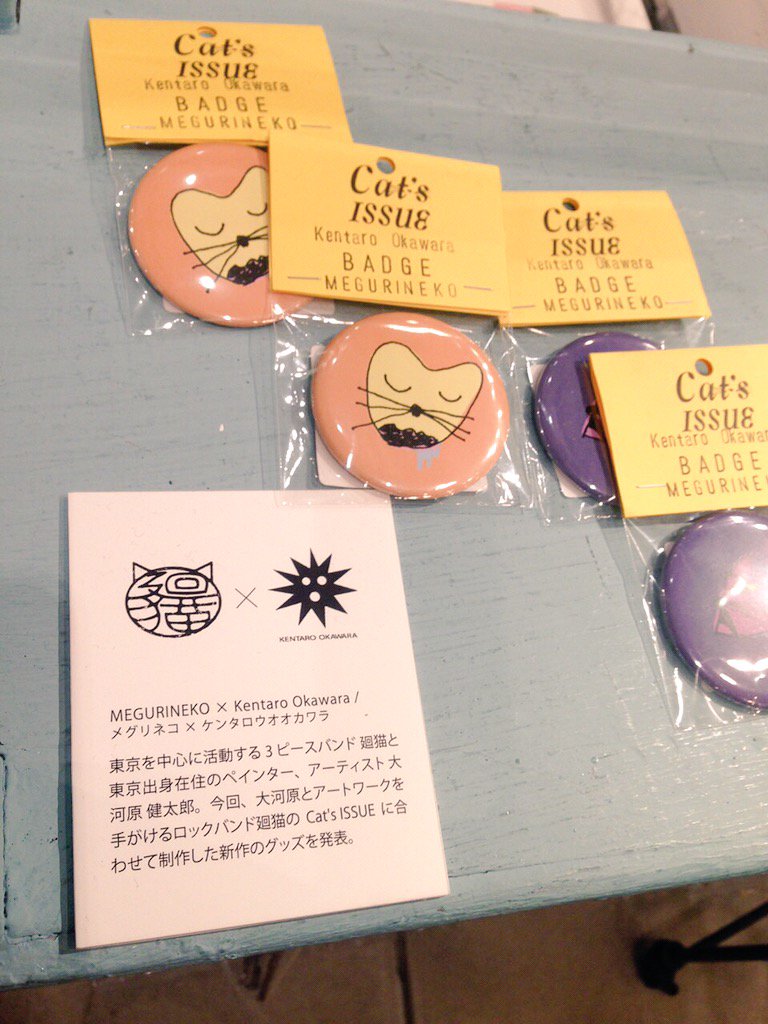 Cat's
ISSUE
Kentaro Okawara
BADGE
MEGURINEKO
Cat's
ISSUE
Kentaro Okawara
BADGE
MEGURINEKO
Cat's
ISSUE
Kentaro Okawara
BADGE
MEGURINEKO
Cat's
ISSUE
Kentaro Okawar
BADGE
MEGURINE
廻猫
×
KENTARO OKAWARA
MEGURINEKO × Kentaro Okawara /
メグリネコ × ケンタロウオオカワラ
東京を中心に活動する3ピースバンド 廻猫と
東京出身在住のペインター、アーティスト 大
河原 健太郎。今回、大河原とアートワークを
手がけるロックバンド廻猫の Cat's ISSUE に合
わせて制作した新作のグッズを発表。